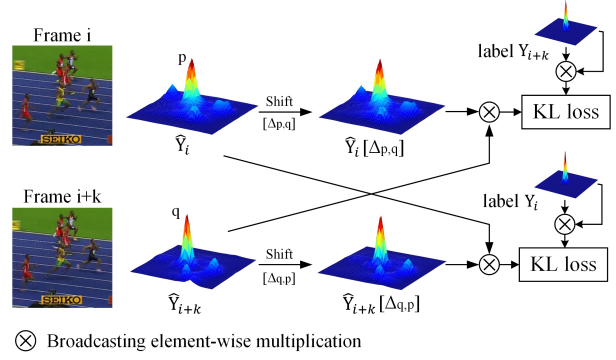 Frame i
SEIKO
p
Ŷᵢ
Shift
[Δp,q]
Ŷᵢ[Δp,q]
label Yᵢ₊ₖ
KL loss
Frame i+k
SEIKO
q
Ŷᵢ₊ₖ
Shift
[Δq,p]
Ŷᵢ₊ₖ[Δq,p]
label Yᵢ
KL loss
⊗ Broadcasting element-wise multiplication